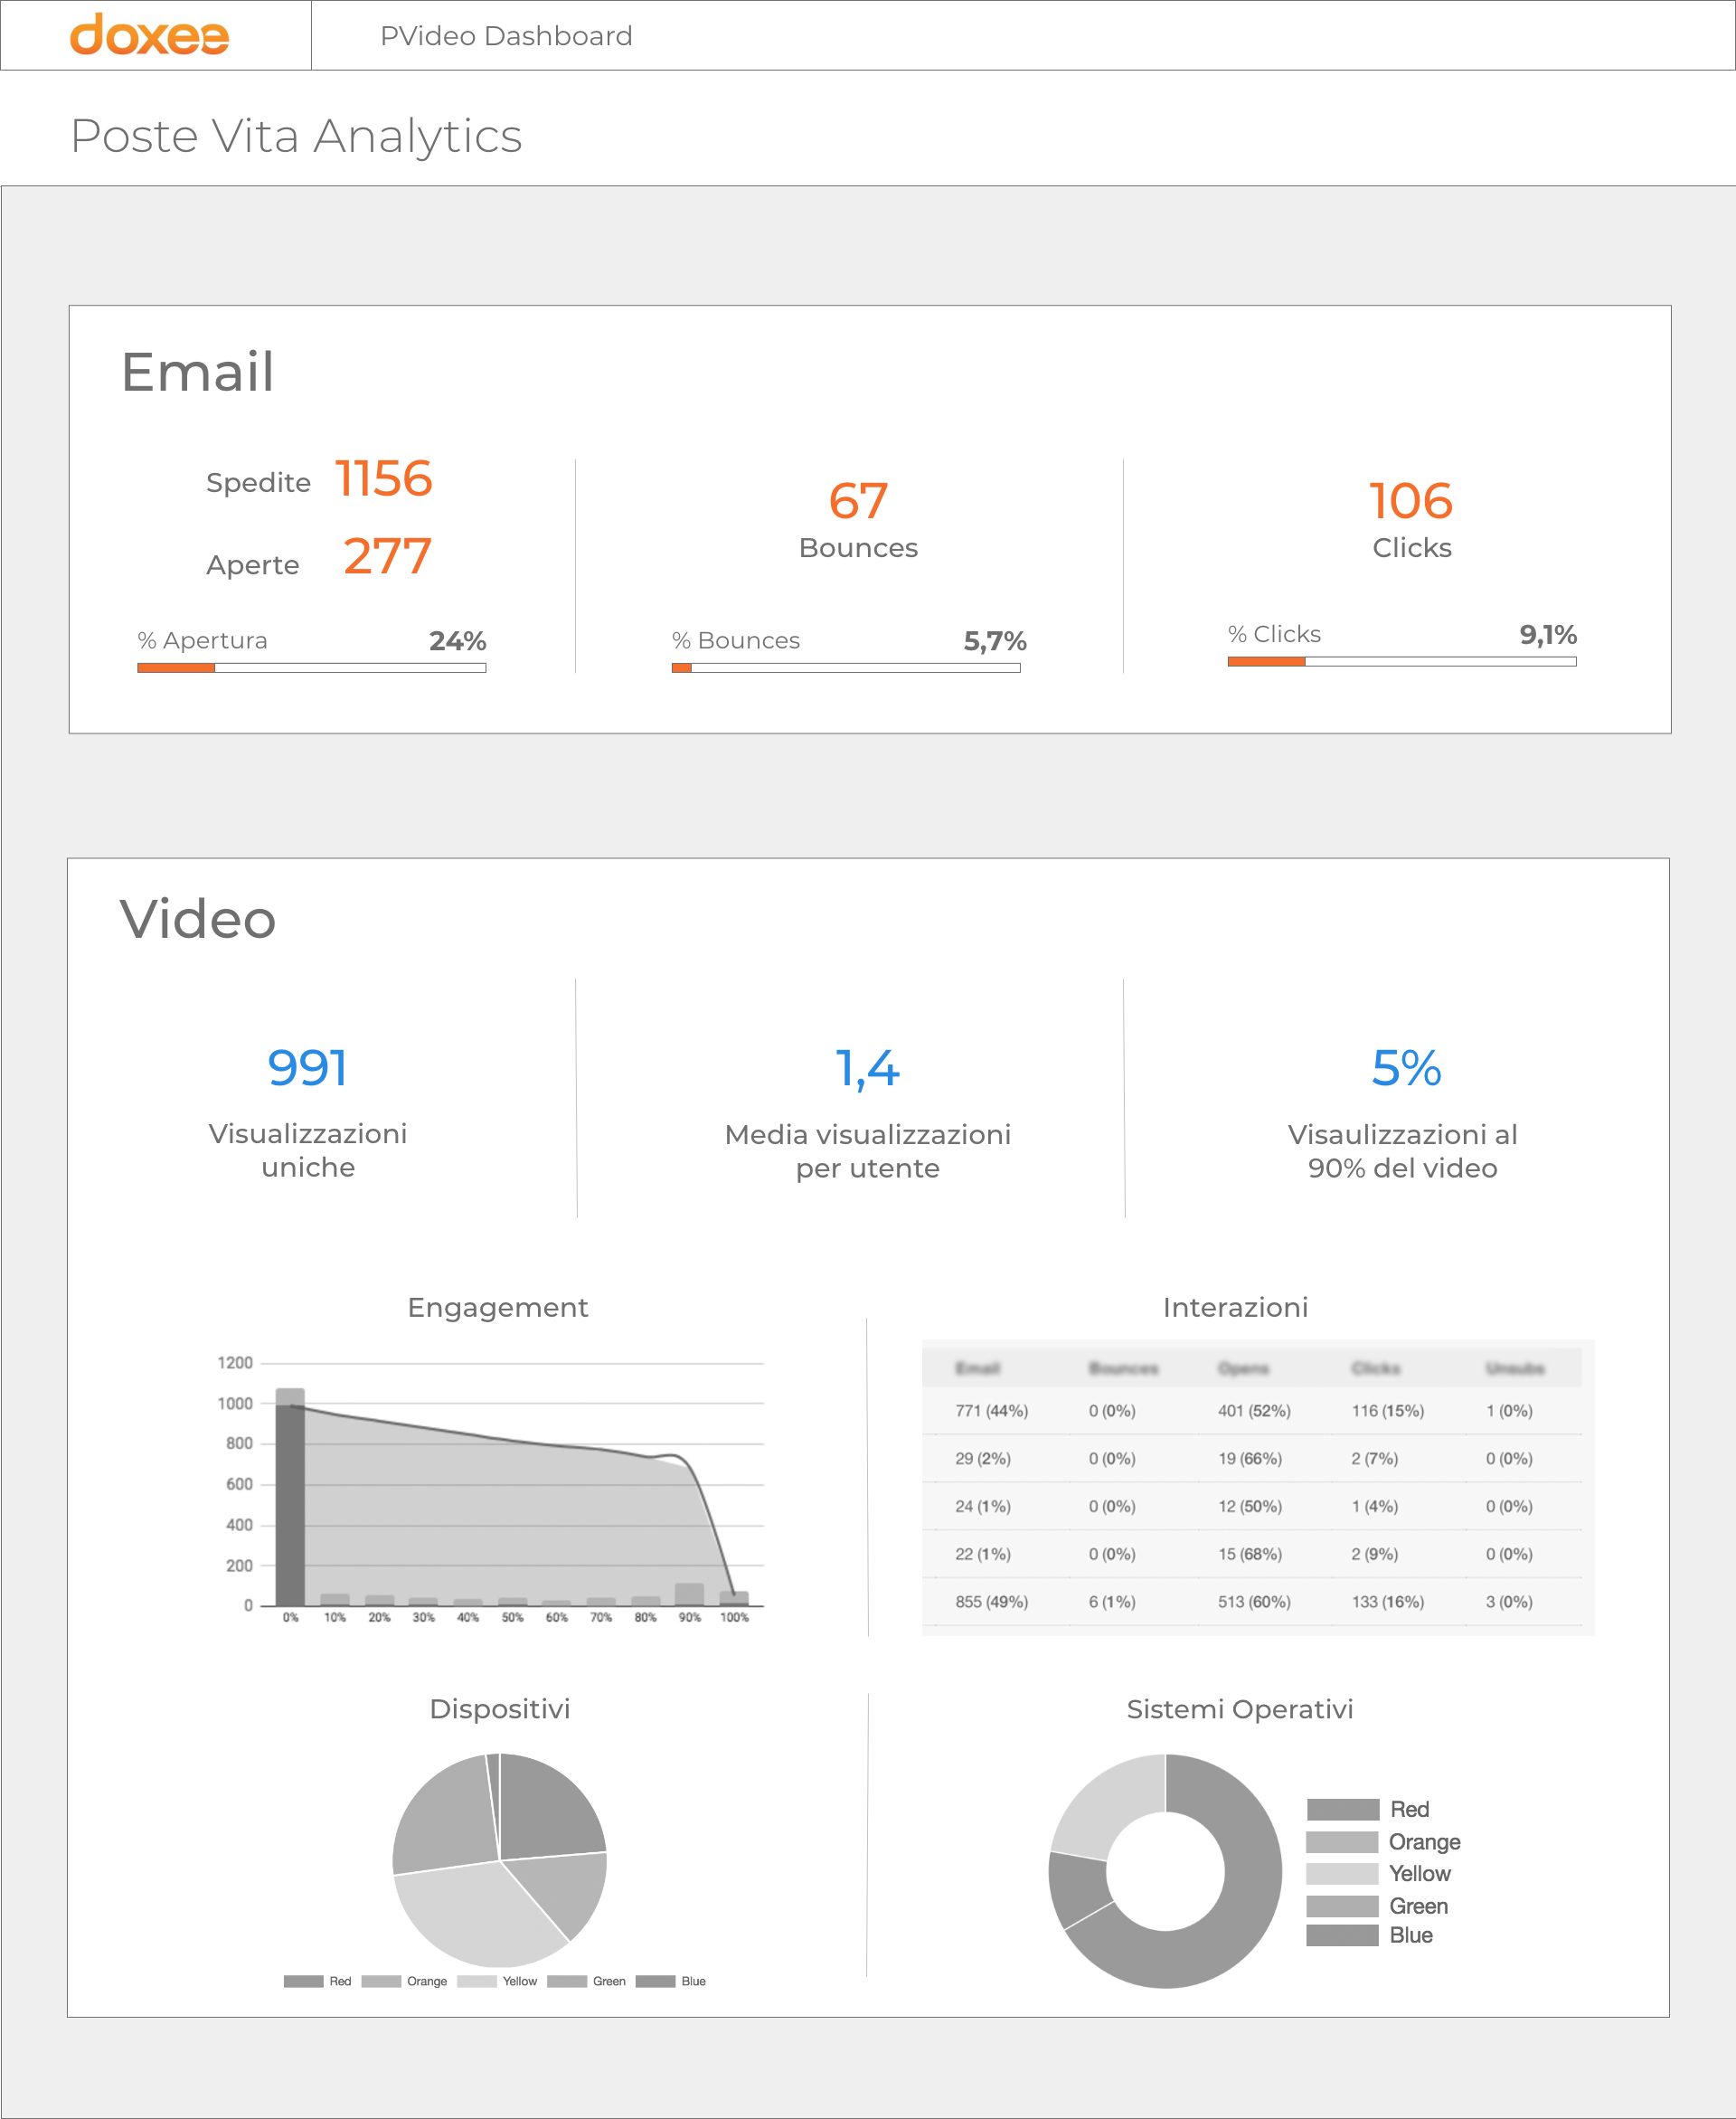 doxee
PVideo Dashboard
Poste Vita Analytics
Email
Spedite 1156
Aperte 277
% Apertura 24%
67
Bounces
% Bounces 5,7%
106
Clicks
% Clicks 9,1%
Video
991
Visualizzazioni
uniche
1,4
Media visualizzazioni
per utente
5%
Visaulizzazioni al
90% del video
Engagement
1200
1000
800
600
400
200
0
0% 10% 20% 30% 40% 50% 60% 70% 80% 90% 100%
Interazioni
Email Bounces Opens Clicks Unsubs
771 (44%) 0 (0%) 401 (52%) 116 (15%) 1 (0%)
29 (2%) 0 (0%) 19 (66%) 2 (7%) 0 (0%)
24 (1%) 0 (0%) 12 (50%) 1 (4%) 0 (0%)
22 (1%) 0 (0%) 15 (68%) 2 (9%) 0 (0%)
855 (49%) 6 (1%) 513 (60%) 133 (16%) 3 (0%)
Dispositivi
Red Orange Yellow Green Blue
Sistemi Operativi
Red
Orange
Yellow
Green
Blue